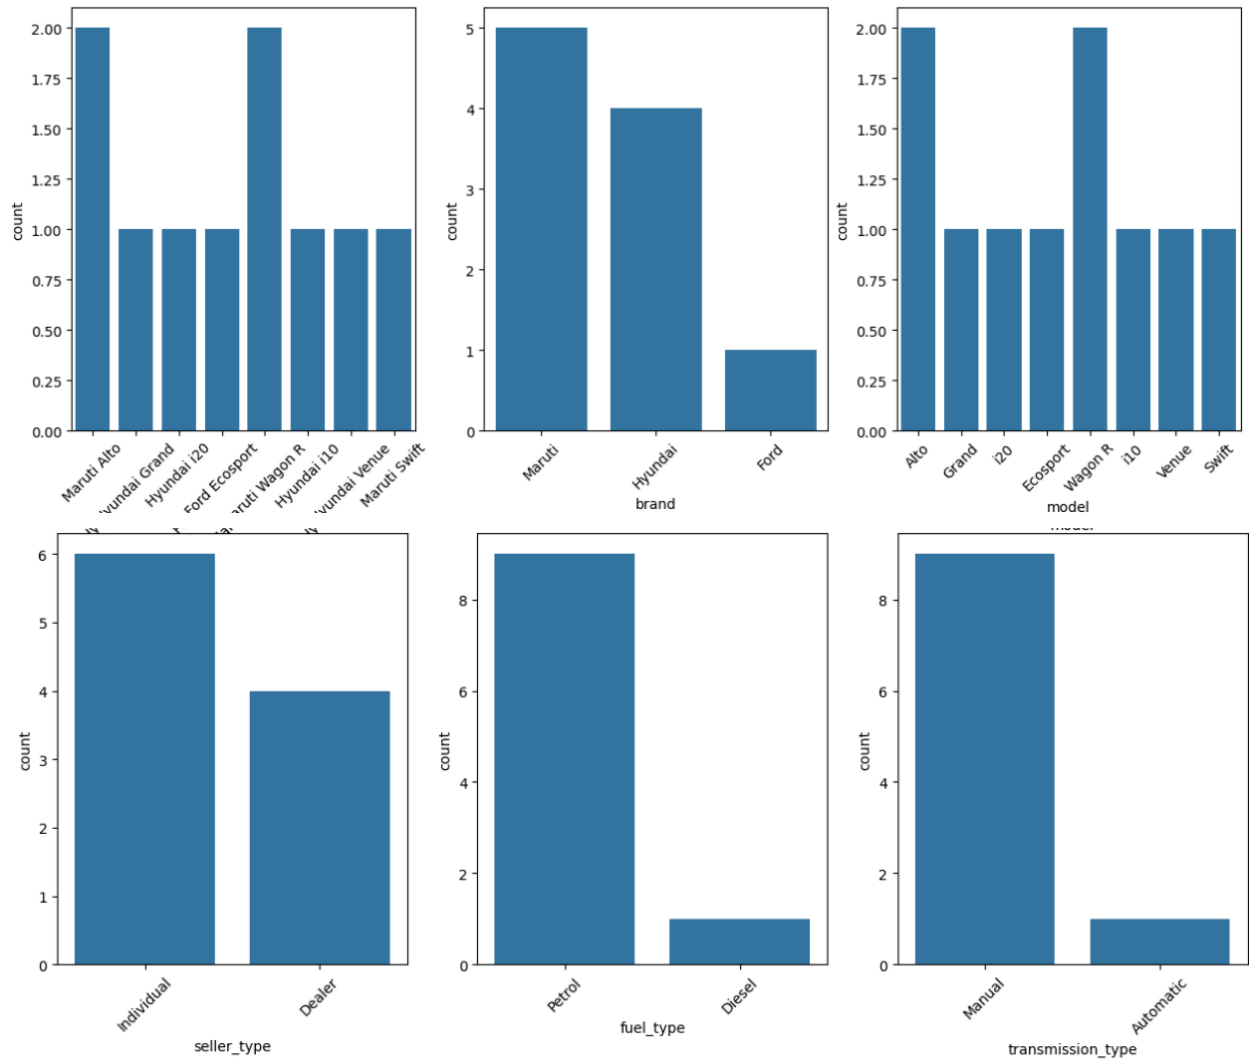 2.00
1.75
1.50
1.25
1.00
0.75
0.50
0.25
0.00
count
Maruti Alto
Hyundai i20
Ford Ecosport
Hyundai i10
Maruti Swift
5
4
3
2
1
0
count
Maruti
Hyundai
Ford
brand
2.00
1.75
1.50
1.25
1.00
0.75
0.50
0.25
0.00
count
Alto
Grand
i20
Ecosport
Wagon R
i10
Venue
Swift
model
6
5
4
3
2
1
0
count
Individual
Dealer
seller_type
8
6
4
2
0
count
Petrol
Diesel
fuel_type
8
6
4
2
0
count
Manual
Automatic
transmission_type